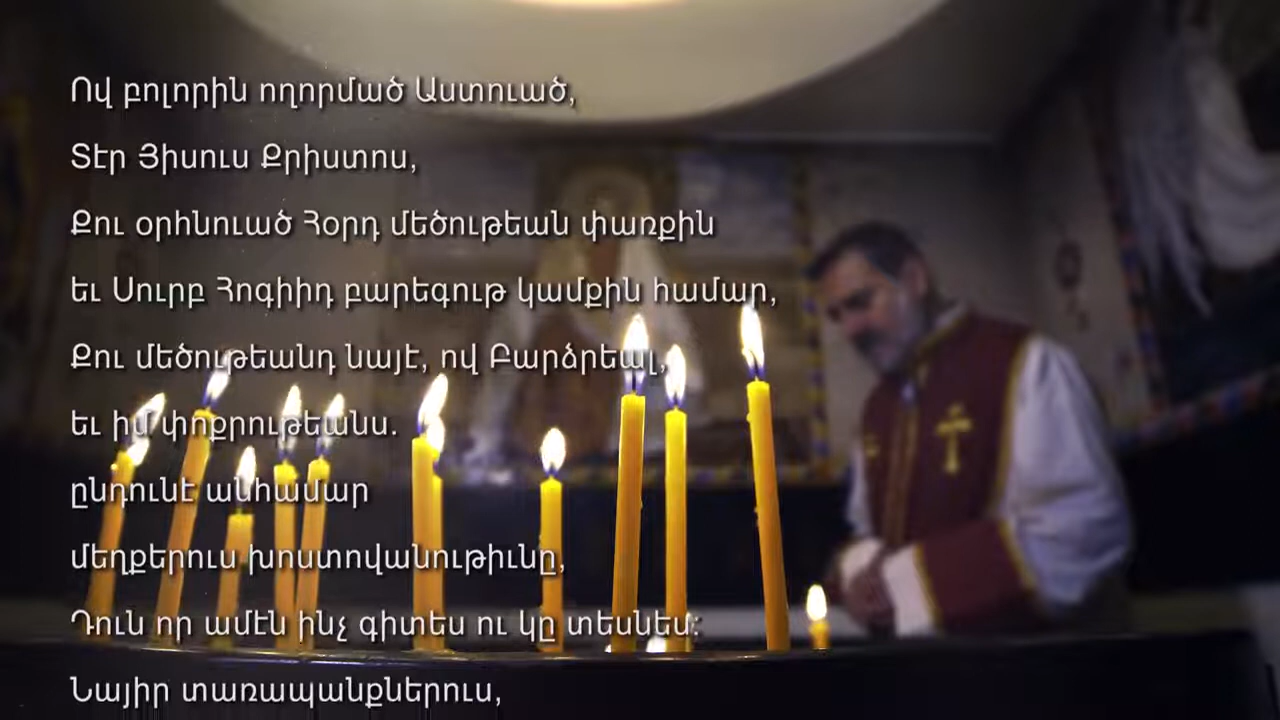 Ով բոլորին ողորմած Աստուած,
Տէր Յիսուս Քրիստոս,
Քու օրհնուած Հօրդ մեծութեան փառքին
եւ Սուրբ Հոգիիդ բարեգութ կամքին համար,
Քու մեծութեանդ նայէ, ով Բարձրեալ,
եւ իմ փոքրութեանս.
ընդունէ անհամար
մեղքերուս խոստովանութիւնը,
Դուն որ ամէն ինչ գիտես ու կը տեսնեմ:
Նայիր տառապանքներուս,